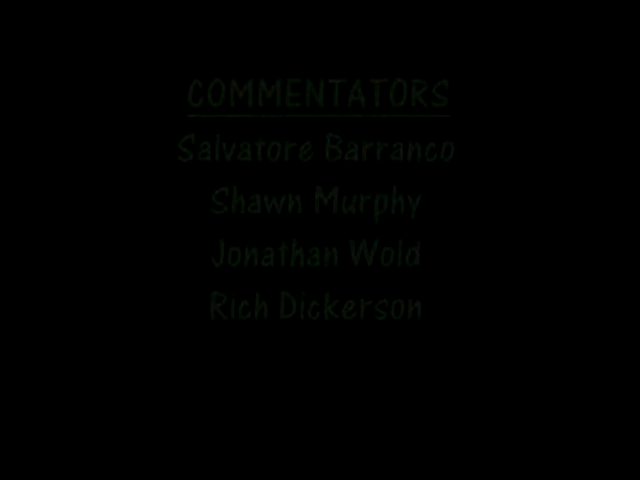 COMMENTATORS
Salvatore Barranco
Shawn Murphy
Jonathan Wold
Rich Dickerson